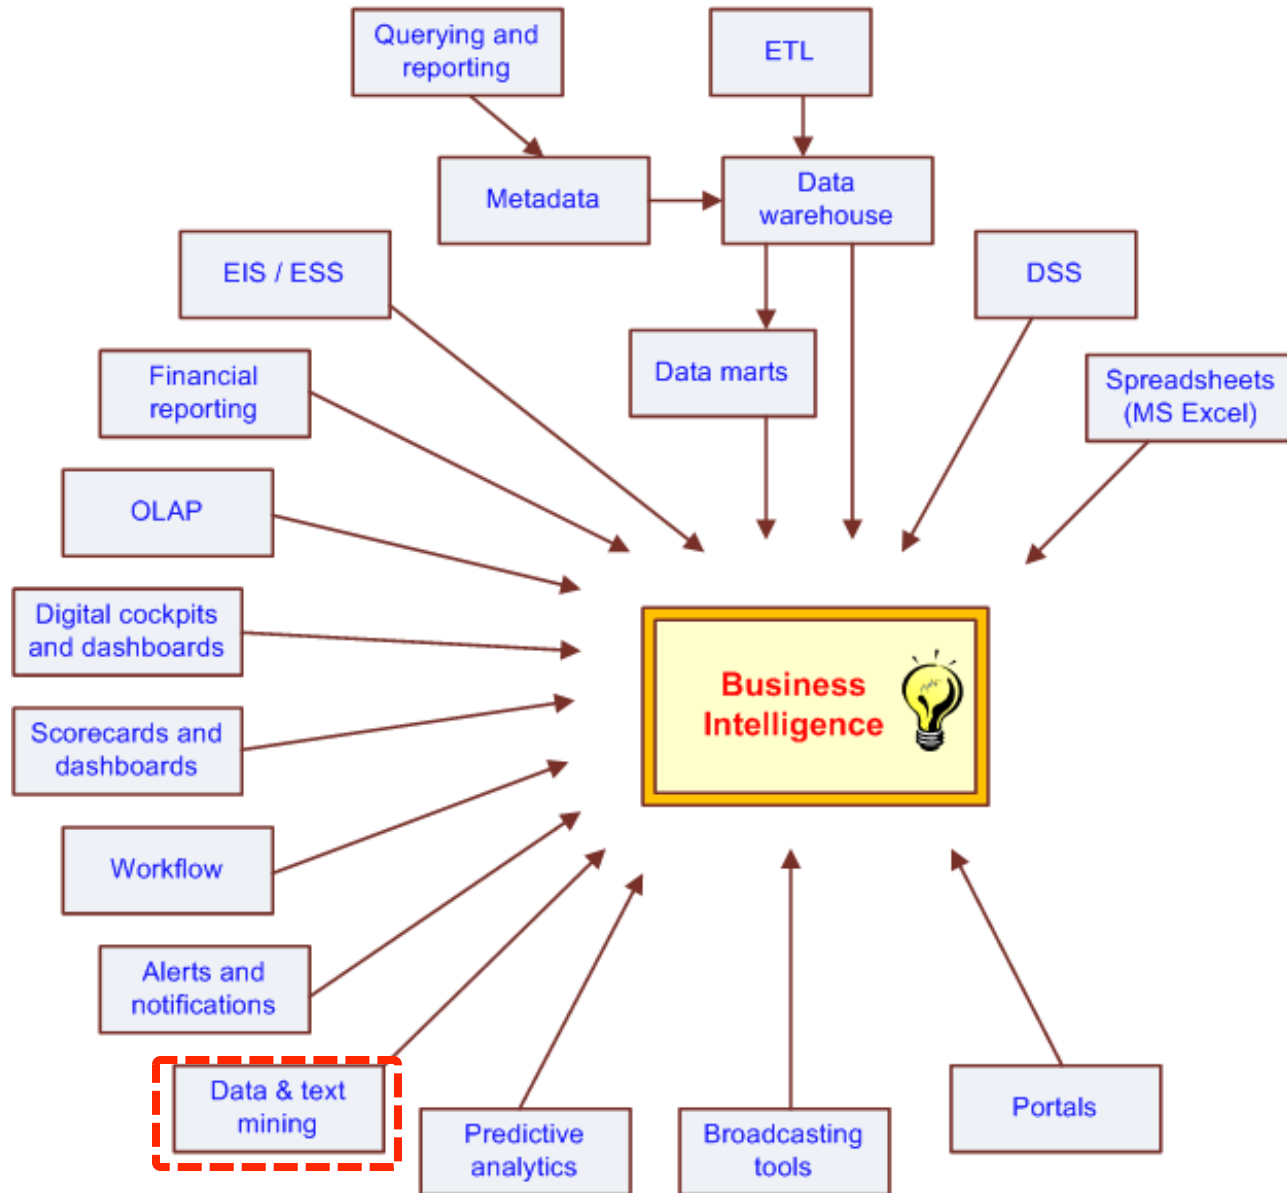 Querying and
reporting
ETL
Metadata
Data
warehouse
EIS / ESS
DSS
Financial
reporting
Data marts
Spreadsheets
(MS Excel)
OLAP
Digital cockpits
and dashboards
Business
Intelligence
Scorecards and
dashboards
Workflow
Alerts and
notifications
Data & text
mining
Predictive
analytics
Broadcasting
tools
Portals